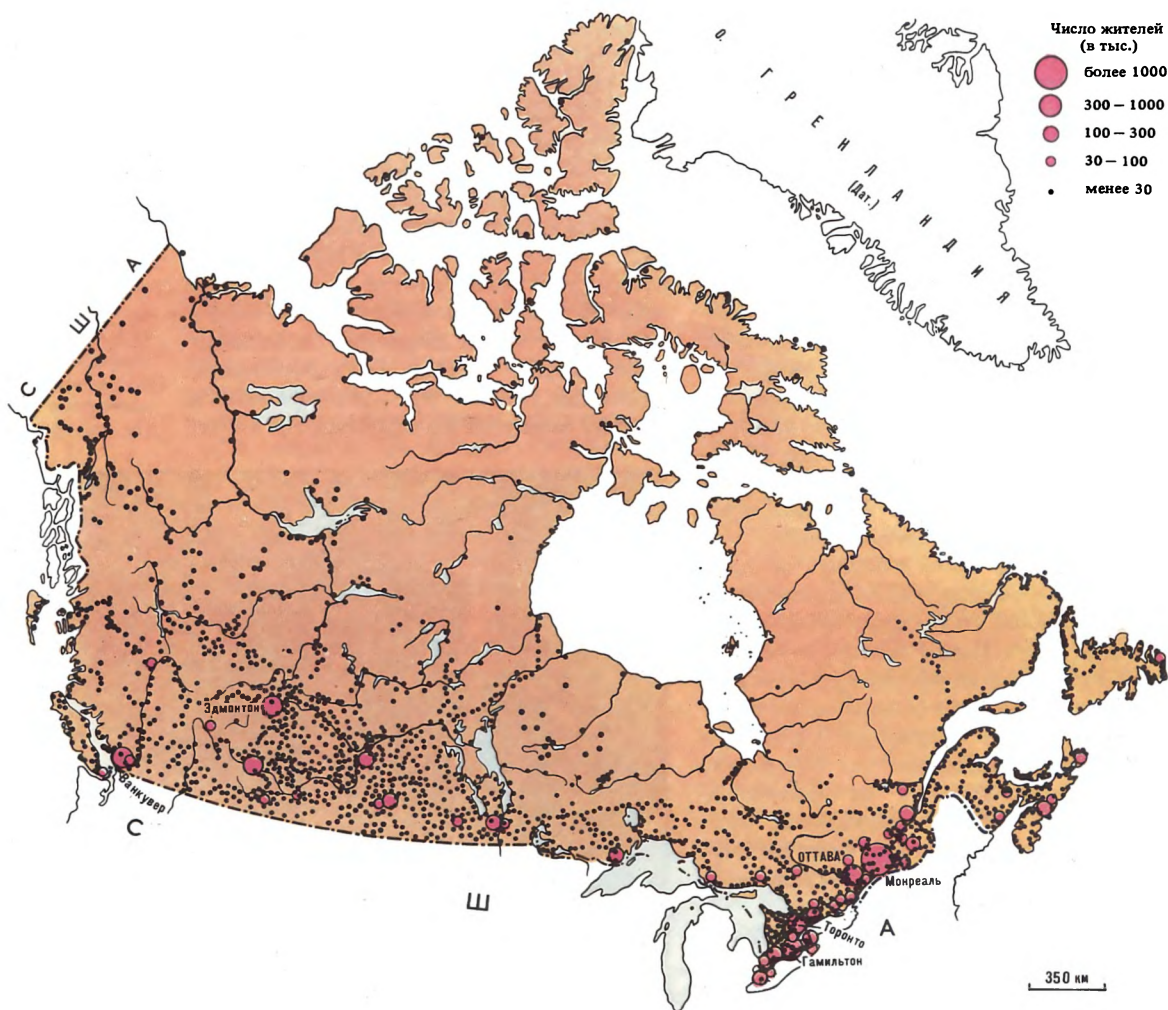 Число жителей
(в тыс.)
более 1000
300 – 1000
100 – 300
30 – 100
менее 30
О. ГРЕНЛАНДИЯ
(Дат.)
С Ш А
Эдмонтон
Ванкувер
ОТТАВА
Монреаль
Торонто
Гамильтон
С Ш А
350 км